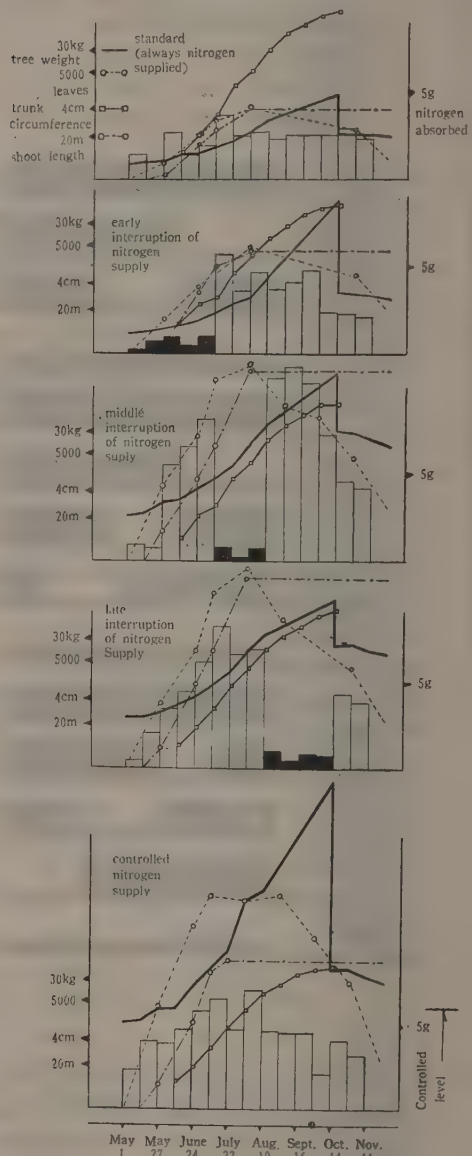 standard
30kg
(always nitrogen
tree weight
supplied)
5000
leaves
5g
trunk 4cm
nitrogen
circumference
absorbed
20m
shoot length
30kg
early
interruption of
5000
nitrogen
5g
supply
4cm
20m
middle
30kg
interruption
of nitrogen
5000
suply
5g
4cm
20m
Late
interruption
30kg
of nitrogen
Supply
5000
5g
4cm
20m
controlled
nitrogen
supply
30kg
5000
5g
4cm
Controlled
level
20m
May May June July Aug. Sept. Oct. Nov.
1 27 24